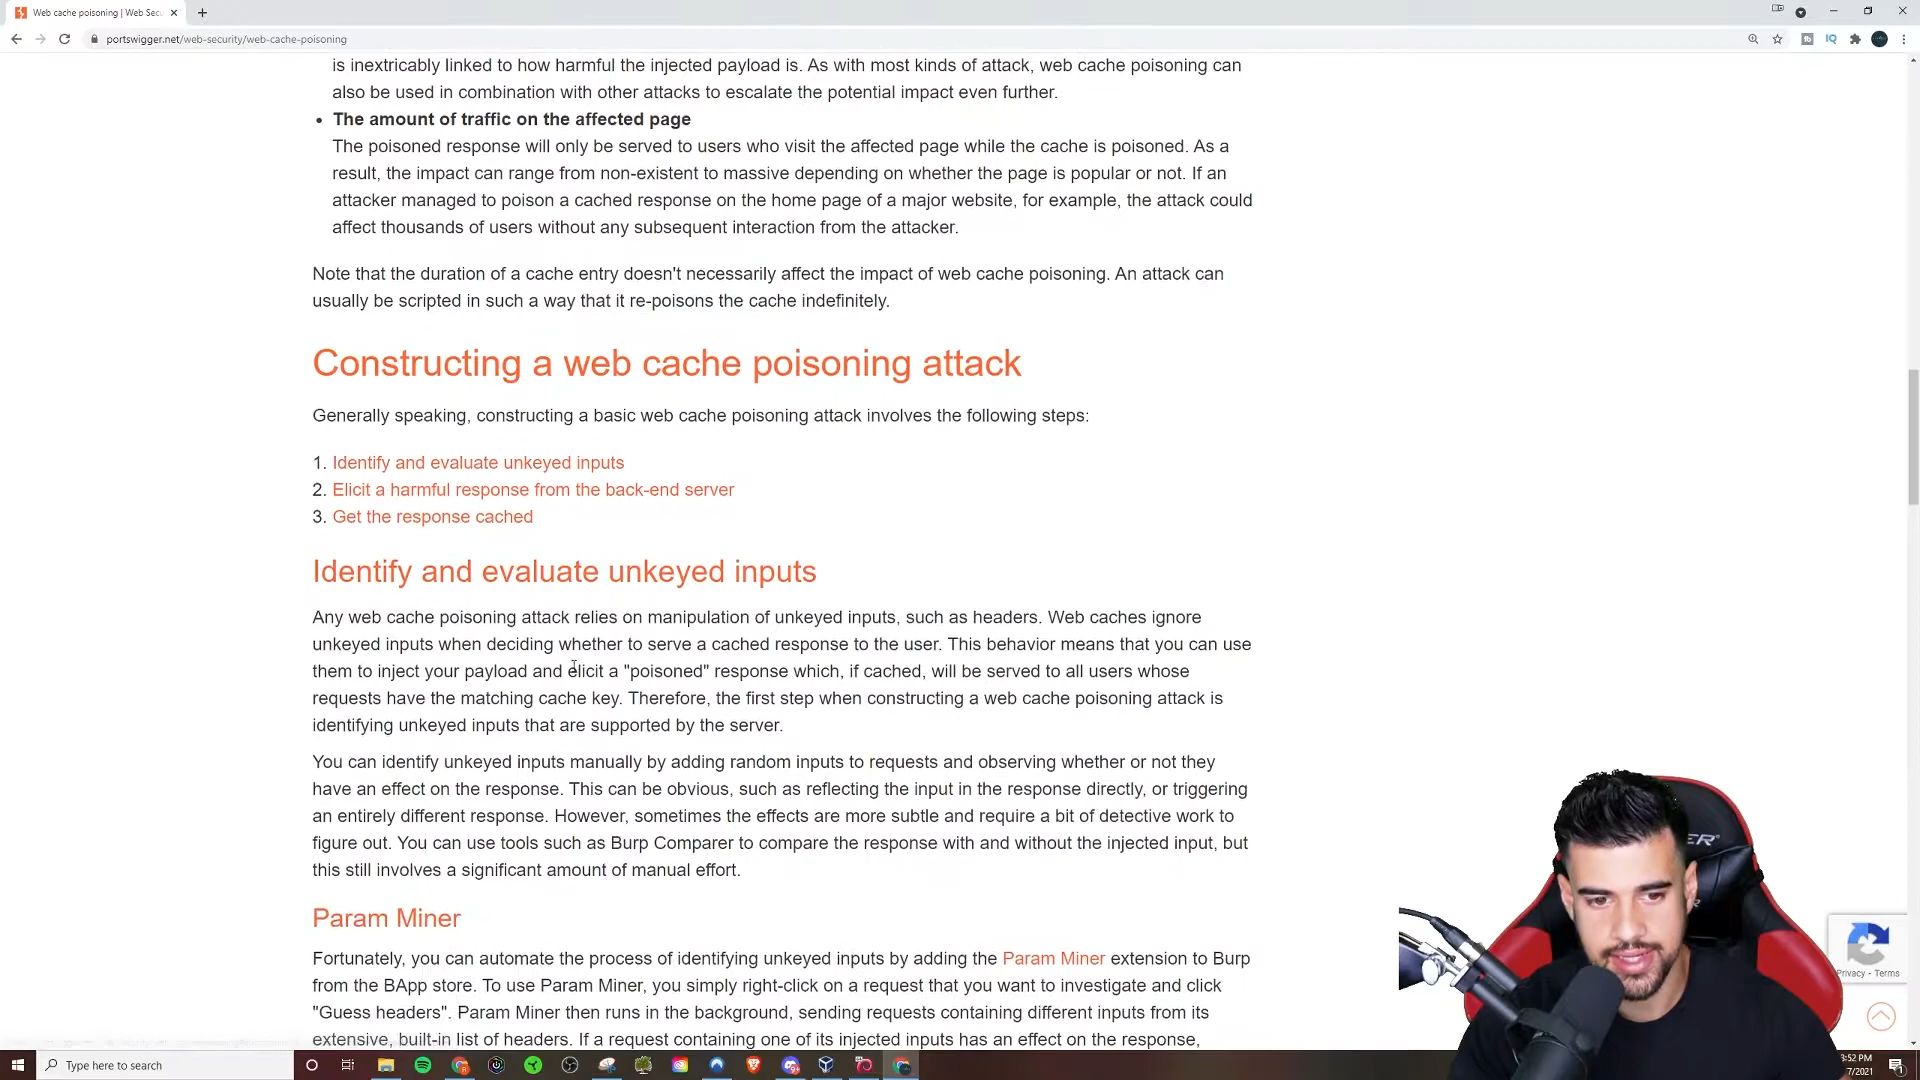 Web cache poisoning | Web Secu
portswigger.net/web-security/web-cache-poisoning
is inextricably linked to how harmful the injected payload is. As with most kinds of attack, web cache poisoning can
also be used in combination with other attacks to escalate the potential impact even further.
• The amount of traffic on the affected page
The poisoned response will only be served to users who visit the affected page while the cache is poisoned. As a
result, the impact can range from non-existent to massive depending on whether the page is popular or not. If an
attacker managed to poison a cached response on the home page of a major website, for example, the attack could
affect thousands of users without any subsequent interaction from the attacker.
Note that the duration of a cache entry doesn't necessarily affect the impact of web cache poisoning. An attack can
usually be scripted in such a way that it re-poisons the cache indefinitely.
Constructing a web cache poisoning attack
Generally speaking, constructing a basic web cache poisoning attack involves the following steps:
1. Identify and evaluate unkeyed inputs
2. Elicit a harmful response from the back-end server
3. Get the response cached
Identify and evaluate unkeyed inputs
Any web cache poisoning attack relies on manipulation of unkeyed inputs, such as headers. Web caches ignore
unkeyed inputs when deciding whether to serve a cached response to the user. This behavior means that you can use
them to inject your payload and elicit a "poisoned" response which, if cached, will be served to all users whose
requests have the matching cache key. Therefore, the first step when constructing a web cache poisoning attack is
identifying unkeyed inputs that are supported by the server.
You can identify unkeyed inputs manually by adding random inputs to requests and observing whether or not they
have an effect on the response. This can be obvious, such as reflecting the input in the response directly, or triggering
an entirely different response. However, sometimes the effects are more subtle and require a bit of detective work to
figure out. You can use tools such as Burp Comparer to compare the response with and without the injected input, but
this still involves a significant amount of manual effort.
Param Miner
Fortunately, you can automate the process of identifying unkeyed inputs by adding the Param Miner extension to Burp
from the BApp store. To use Param Miner, you simply right-click on a request that you want to investigate and click
"Guess headers". Param Miner then runs in the background, sending requests containing different inputs from its
extensive, built-in list of headers. If a request containing one of its injected inputs has an effect on the response,
Privacy - Terms
Type here to search
3:52 PM
7/2021